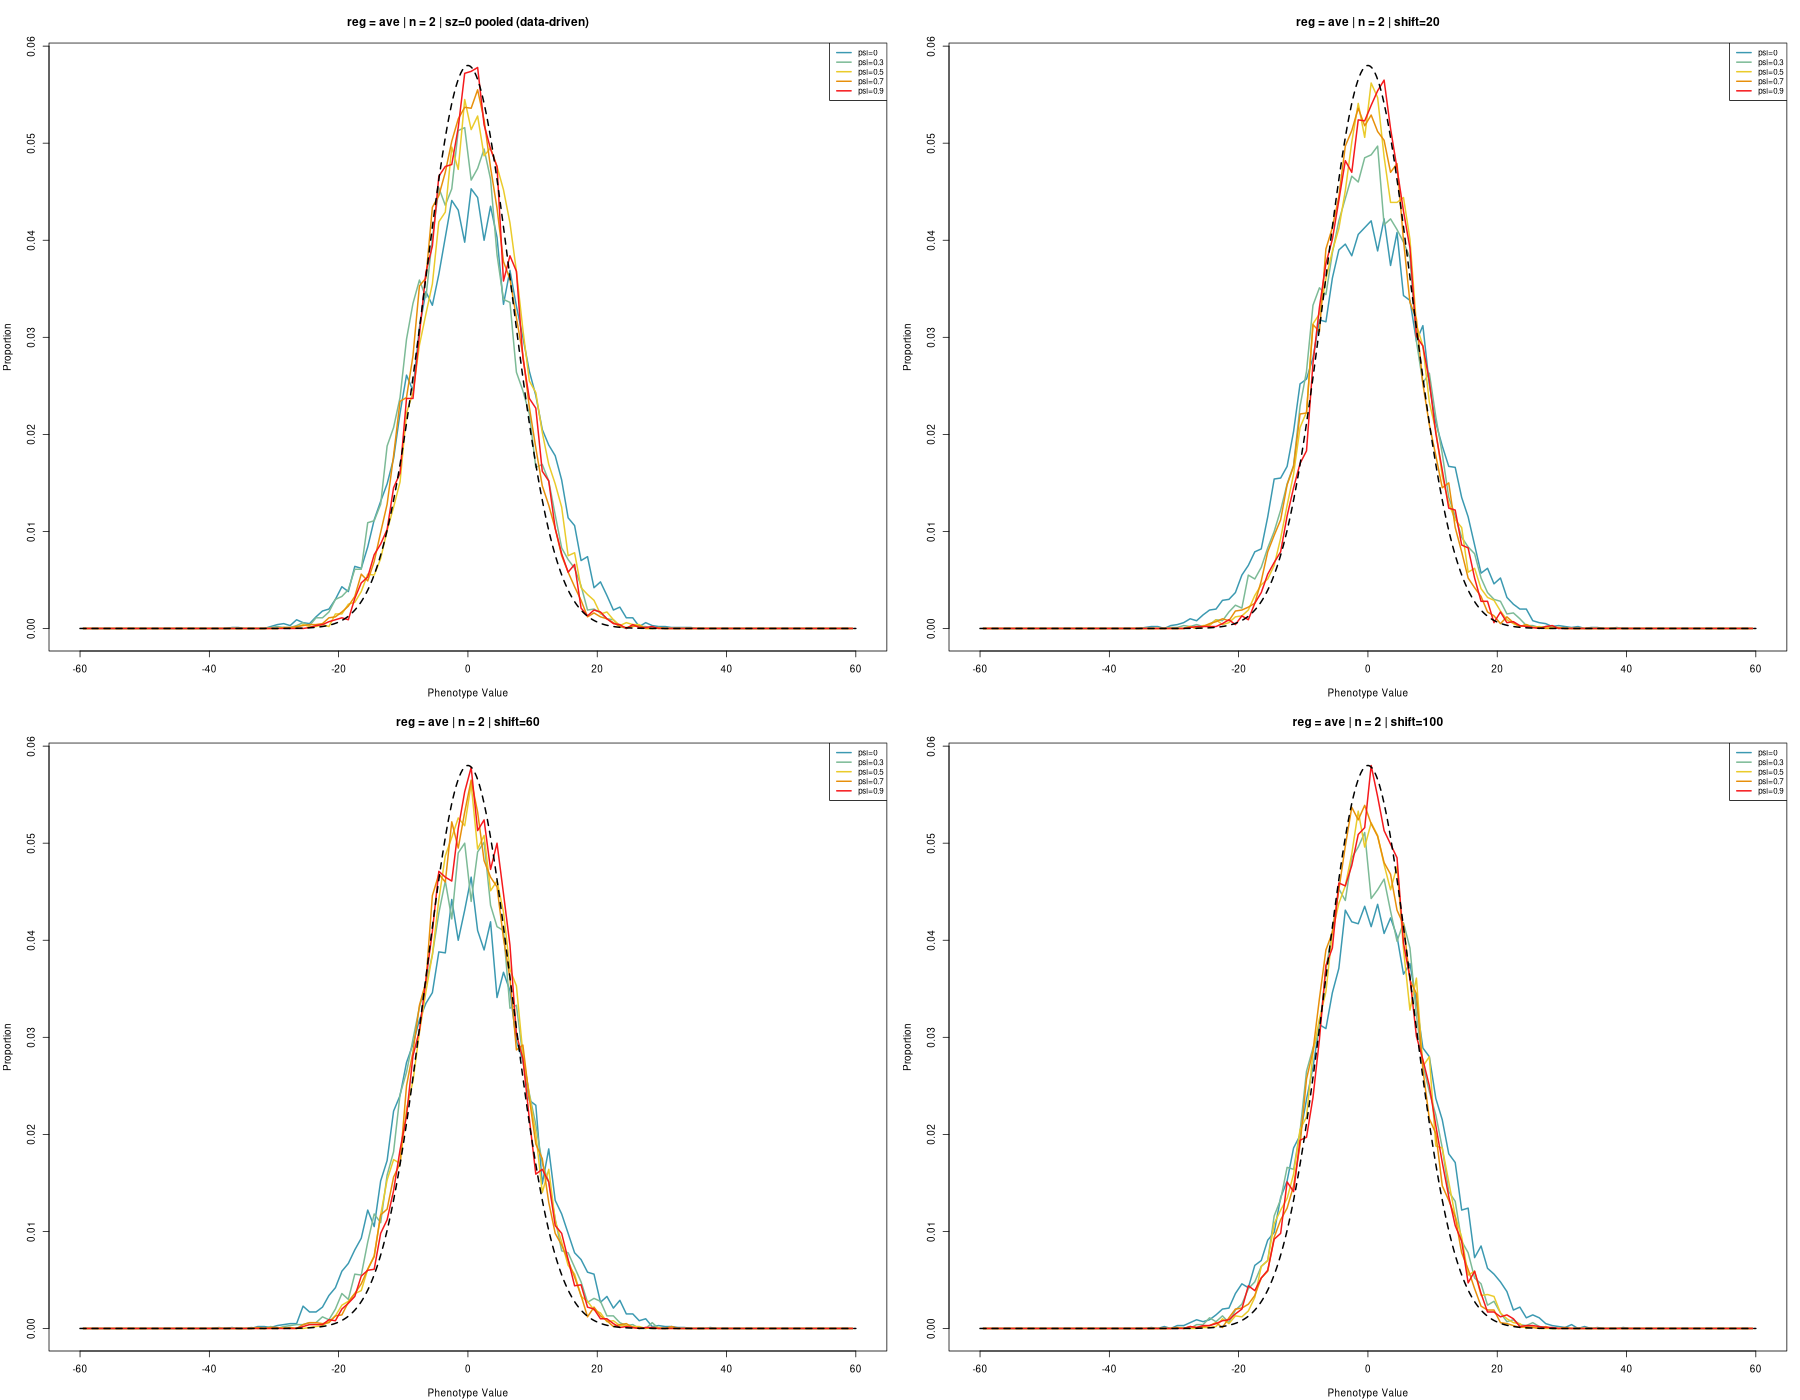 reg = ave | n = 2 | sz=0 pooled (data-driven)
0.06
0.05
0.04
0.03
0.02
0.01
0.00
Proportion
psi=0
psi=0.3
psi=0.5
psi=0.7
psi=0.9
-60 -40 -20 0 20 40 60
Phenotype Value
reg = ave | n = 2 | shift=20
0.06
0.05
0.04
0.03
0.02
0.01
0.00
Proportion
psi=0
psi=0.3
psi=0.5
psi=0.7
psi=0.9
-60 -40 -20 0 20 40 60
Phenotype Value
reg = ave | n = 2 | shift=60
0.06
0.05
0.04
0.03
0.02
0.01
0.00
Proportion
psi=0
psi=0.3
psi=0.5
psi=0.7
psi=0.9
-60 -40 -20 0 20 40 60
Phenotype Value
reg = ave | n = 2 | shift=100
0.06
0.05
0.04
0.03
0.02
0.01
0.00
Proportion
psi=0
psi=0.3
psi=0.5
psi=0.7
psi=0.9
-60 -40 -20 0 20 40 60
Phenotype Value